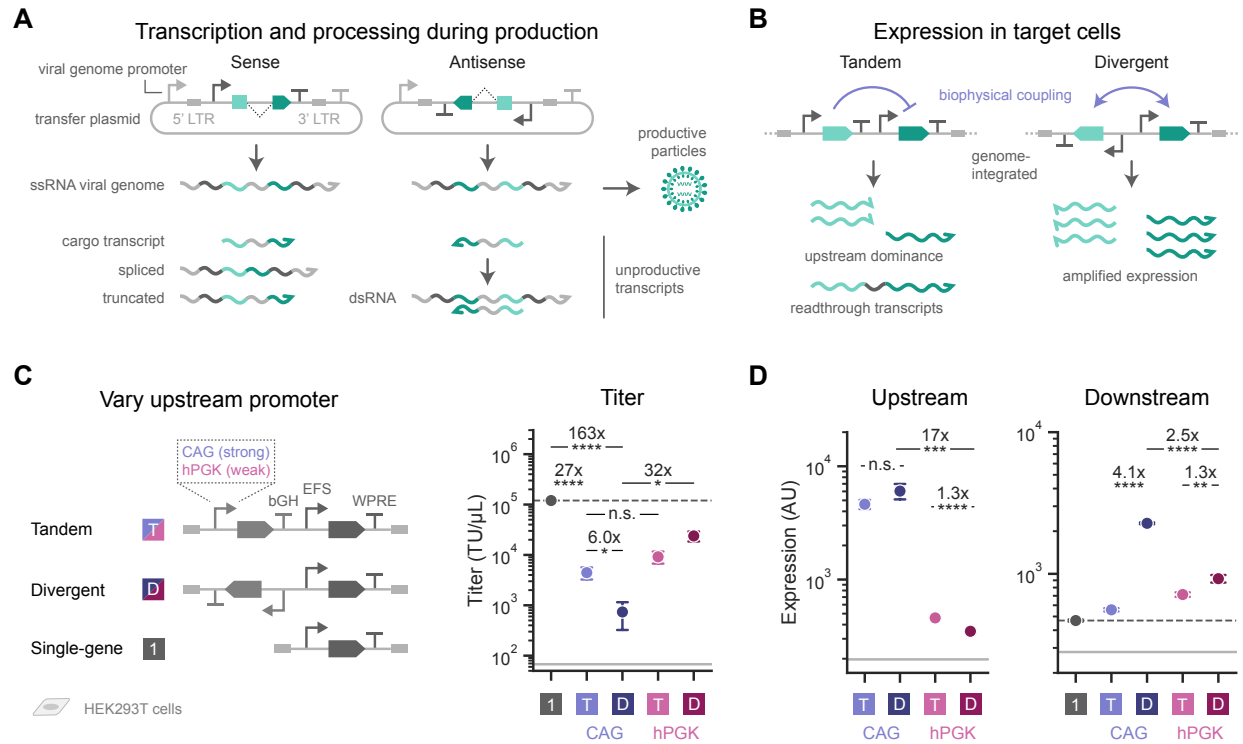 A
Transcription and processing during production
viral genome promoter
Sense
Antisense
transfer plasmid
5' LTR
3' LTR
productive
particles
ssRNA viral genome
cargo transcript
spliced
truncated
dsRNA
unproductive
transcripts
B
Expression in target cells
Tandem
Divergent
biophysical coupling
genome-
integrated
upstream dominance
amplified expression
readthrough transcripts
C
Vary upstream promoter
CAG (strong)
hPGK (weak)
bGH
EFS
WPRE
Tandem
T
Divergent
D
Single-gene
1
HEK293T cells
Titer
Titer (TU/µL)
10^6
10^5
10^4
10^3
10^2
163x
****
27x
****
32x
*
n.s.
6.0x
*
1
T
D
T
D
CAG
hPGK
D
Upstream
Expression (AU)
10^4
10^3
17x
***
n.s.
1.3x
****
T
D
T
D
CAG
hPGK
Downstream
10^4
10^3
2.5x
****
4.1x
****
1.3x
**
1
T
D
T
D
CAG
hPGK